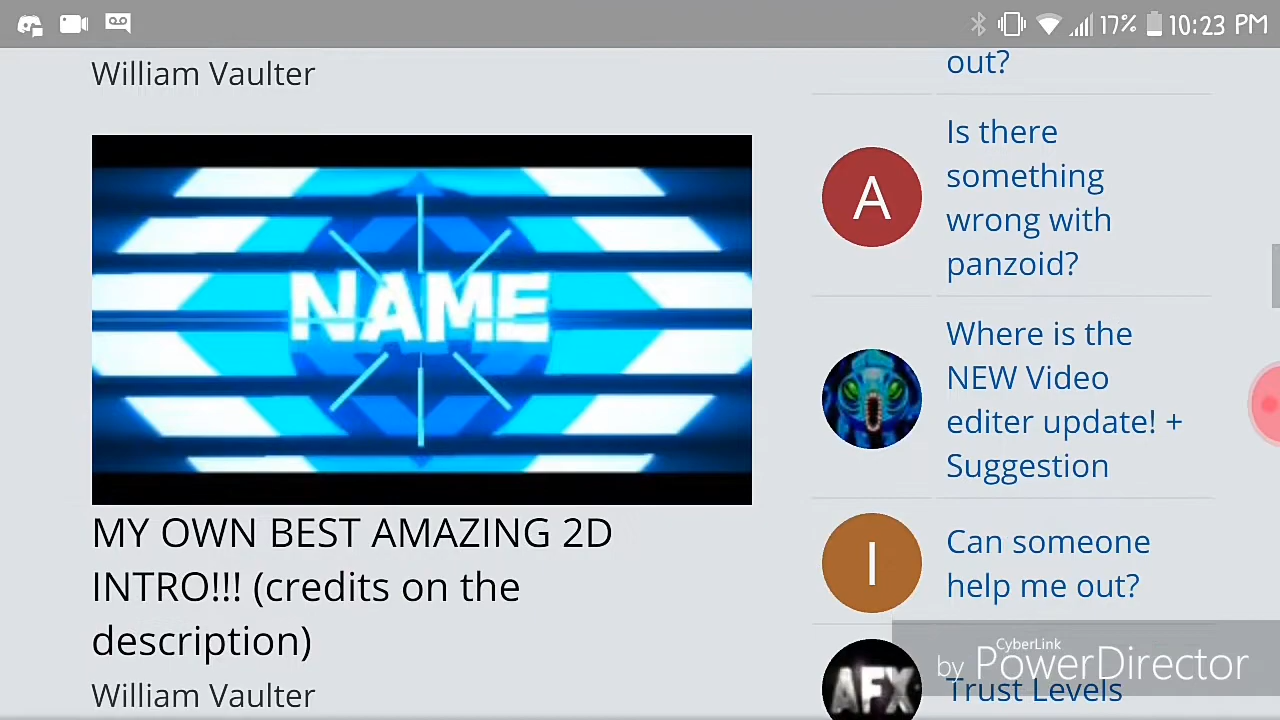 17% 10:23 PM
William Vaulter
NAME
MY OWN BEST AMAZING 2D
INTRO!!! (credits on the
description)
William Vaulter
out?
A
Is there
something
wrong with
panzoid?
Where is the
NEW Video
editer update! +
Suggestion
I
Can someone
help me out?
AFX
Trust Levels
CyberLink
by PowerDirector